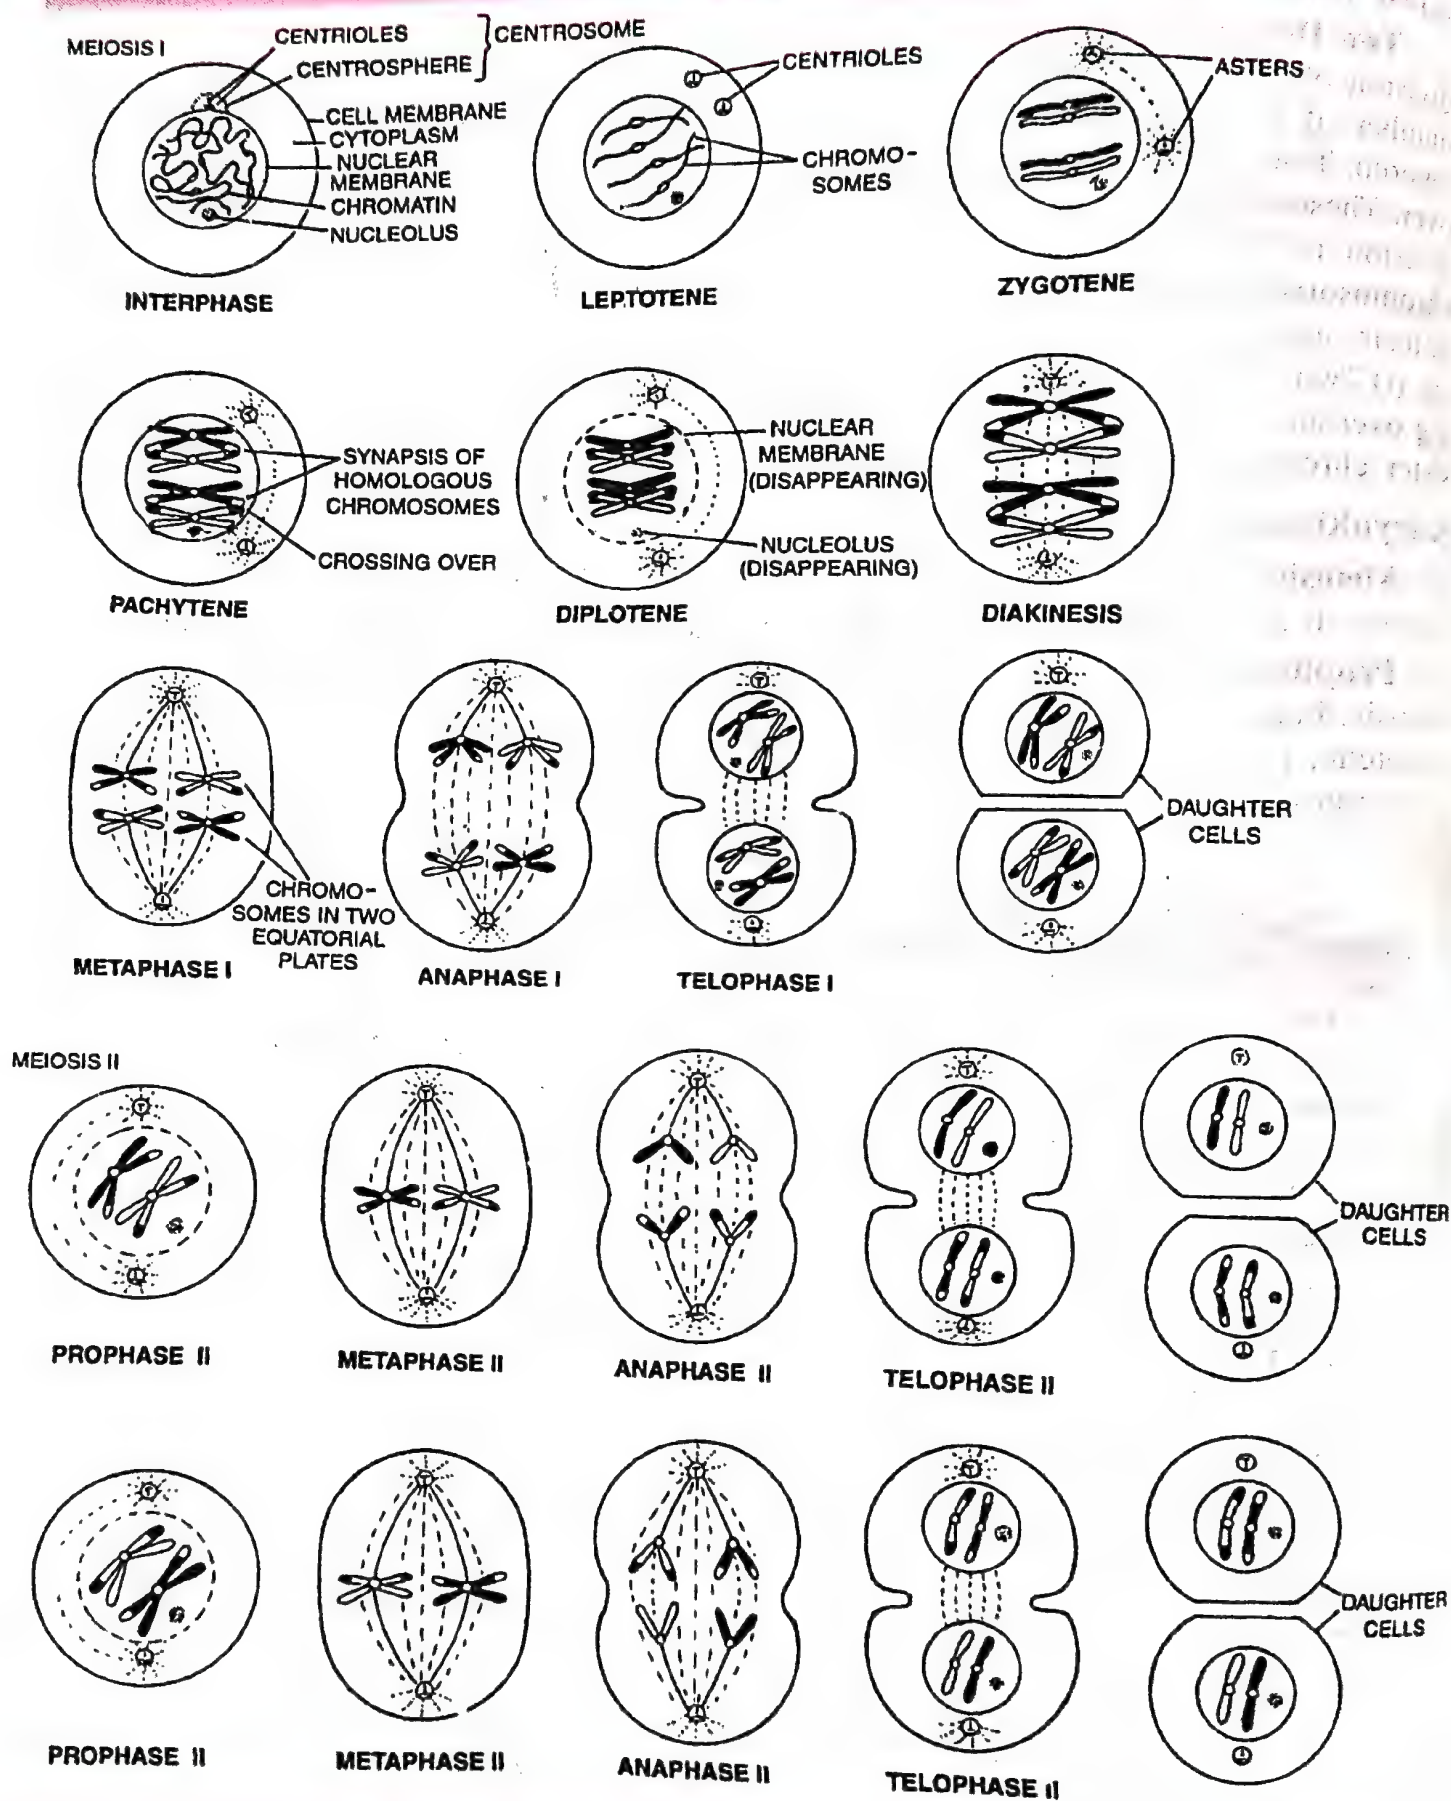 MEIOSIS I
CENTRIOLES
CENTROSPHERE
CENTROSOME
CELL MEMBRANE
CYTOPLASM
NUCLEAR
MEMBRANE
CHROMATIN
NUCLEOLUS
INTERPHASE
CENTRIOLES
CHROMO-
SOMES
LEPTOTENE
ASTERS
ZYGOTENE
SYNAPSIS OF
HOMOLOGOUS
CHROMOSOMES
CROSSING OVER
PACHYTENE
NUCLEAR
MEMBRANE
(DISAPPEARING)
NUCLEOLUS
(DISAPPEARING)
DIPLOTENE
DIAKINESIS
CHROMO-
SOMES IN TWO
EQUATORIAL
PLATES
METAPHASE I
ANAPHASE I
TELOPHASE I
DAUGHTER
CELLS
MEIOSIS II
PROPHASE II
METAPHASE II
ANAPHASE II
TELOPHASE II
DAUGHTER
CELLS
PROPHASE II
METAPHASE II
ANAPHASE II
TELOPHASE II
DAUGHTER
CELLS